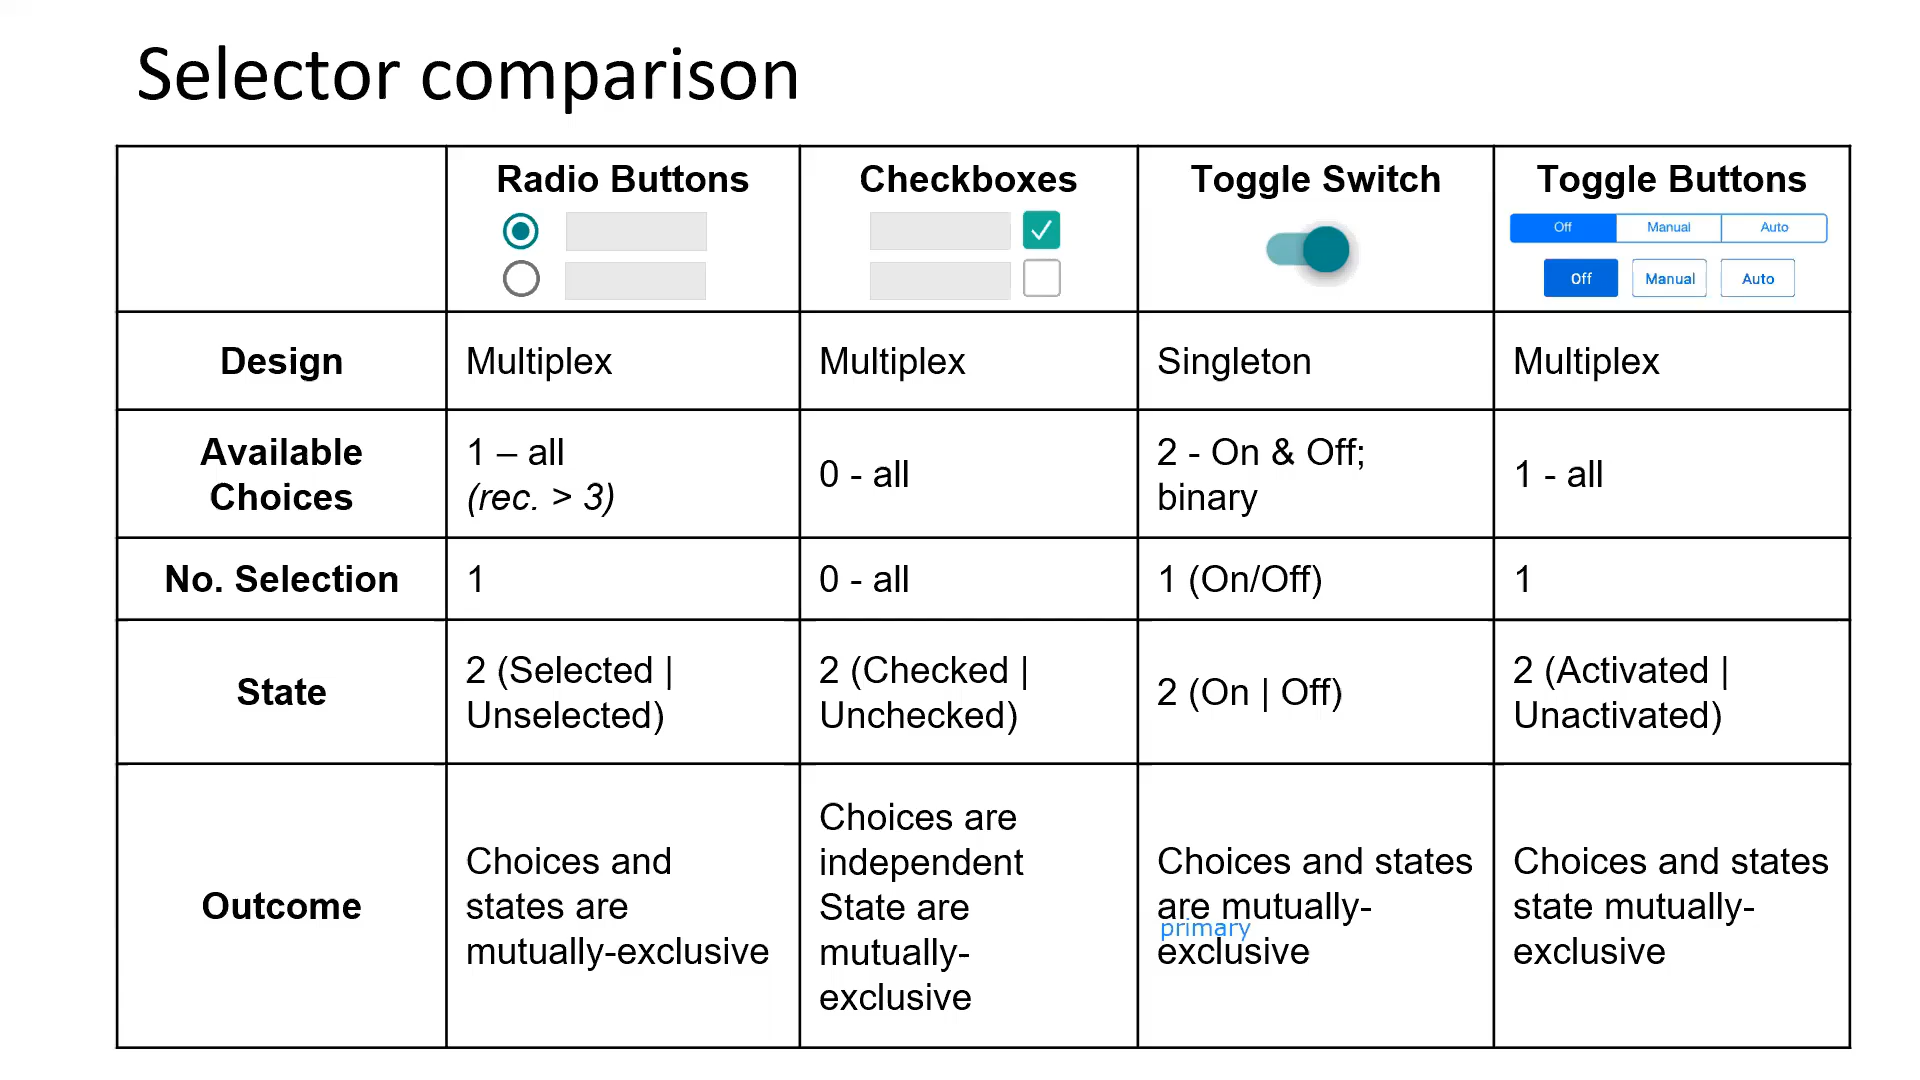 Selector comparison
Radio Buttons
Checkboxes
Toggle Switch
Toggle Buttons
Off Manual Auto
Off Manual Auto
Design
Multiplex
Multiplex
Singleton
Multiplex
Available
Choices
1 – all
(rec. > 3)
0 - all
2 - On & Off;
binary
1 - all
No. Selection
1
0 - all
1 (On/Off)
1
State
2 (Selected |
Unselected)
2 (Checked |
Unchecked)
2 (On | Off)
2 (Activated |
Unactivated)
Outcome
Choices and
states are
mutually-exclusive
Choices are
independent
State are
mutually-
exclusive
Choices and states
are mutually-
primary
exclusive
Choices and states
state mutually-
exclusive